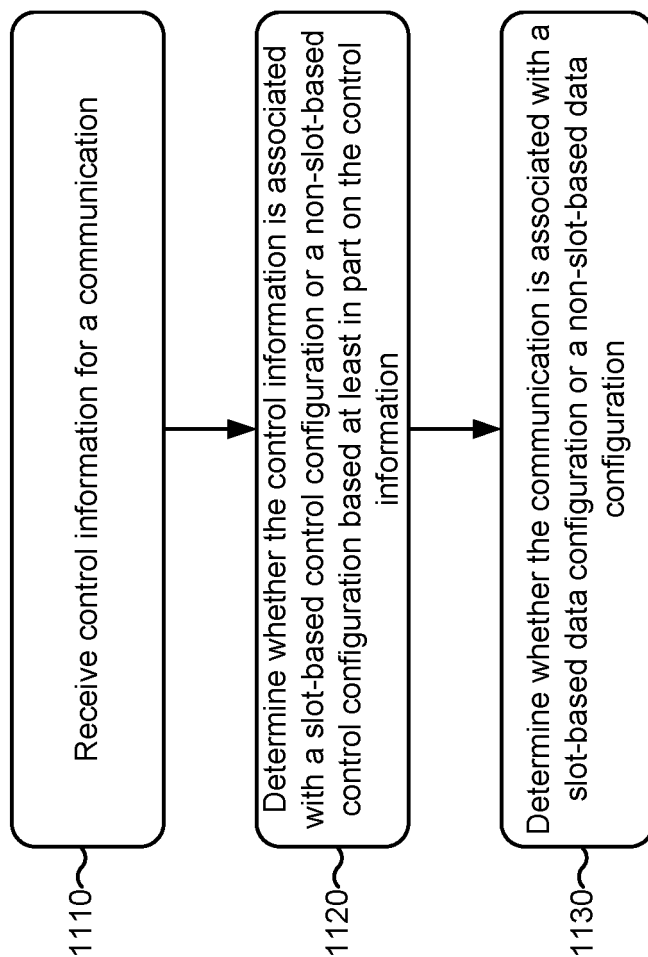 1110
Receive control information for a communication
1120
Determine whether the control information is associated
with a slot-based control configuration or a non-slot-based
control configuration based at least in part on the control
information
1130
Determine whether the communication is associated with a
slot-based data configuration or a non-slot-based data
configuration